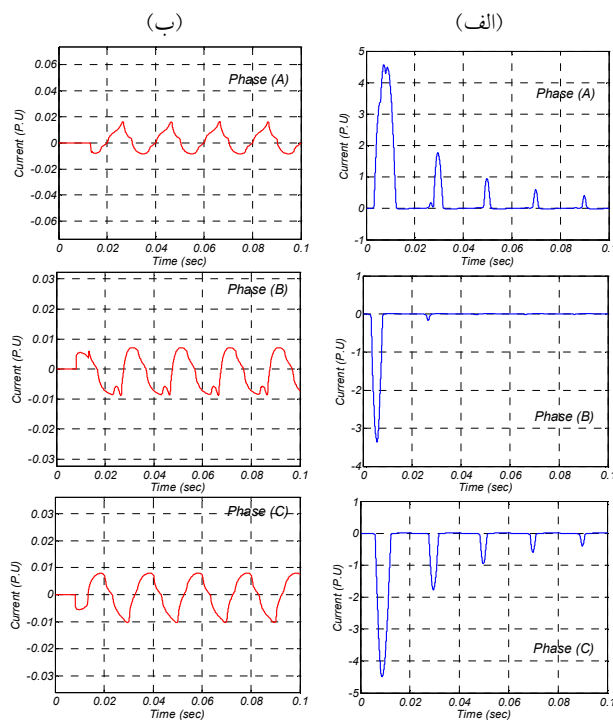 (ب)
(الف)
0.06
0.04
0.02
0
-0.02
-0.04
-0.06
Current (P.U)
Phase (A)
0 0.02 0.04 0.06 0.08 0.1
Time (sec)
5
4
3
2
1
0
Current (P.U)
Phase (A)
0 0.02 0.04 0.06 0.08 0.1
Time (sec)
0.03
0.02
0.01
0
-0.01
-0.02
-0.03
Current (P.U)
Phase (B)
0 0.02 0.04 0.06 0.08 0.1
Time (sec)
0
-1
-2
-3
-4
Current (P.U)
Phase (B)
0 0.02 0.04 0.06 0.08 0.1
Time (sec)
0.03
0.02
0.01
0
-0.01
-0.02
-0.03
Current (P.U)
Phase (C)
0 0.02 0.04 0.06 0.08 0.1
Time (sec)
0
-1
-2
-3
-4
-5
Current (P.U)
Phase (C)
0 0.02 0.04 0.06 0.08 0.1
Time (sec)